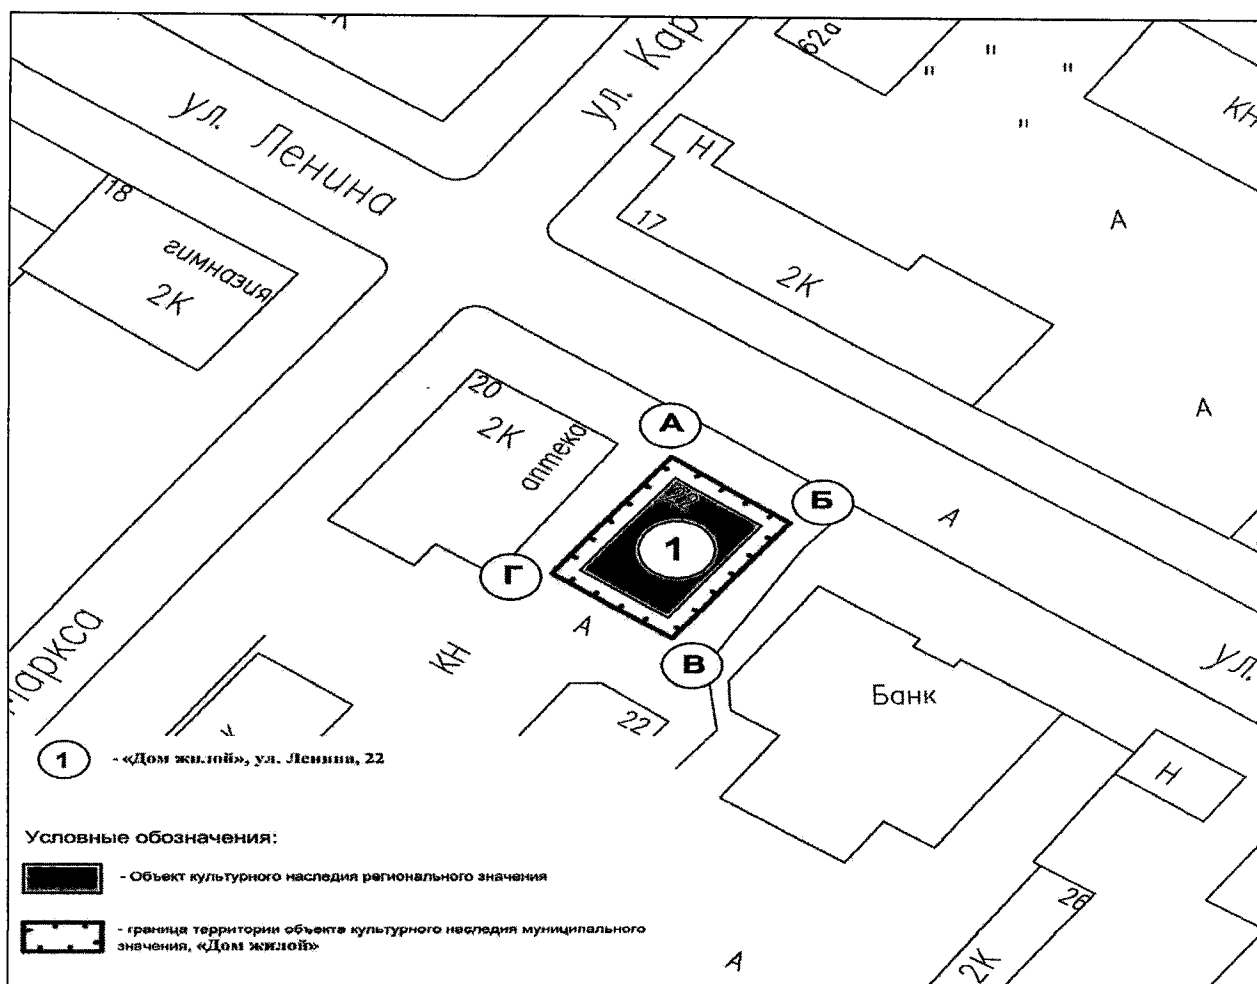 ул. Ленина
ул. Кар
62а
"
"
"
"
КН
18
гимназия
2К
Н
17
2К
А
А
20
2К
аптека
А
Б
1
Г
В
А
А
КН
Маркса
22
Банк
ул.
Н
26
2К
А
1
- «Дом жилой», ул. Ленина, 22
Условные обозначения:
- Объект культурного наследия регионального значения
- граница территории объекта культурного наследия муниципального
значения, «Дом жилой»